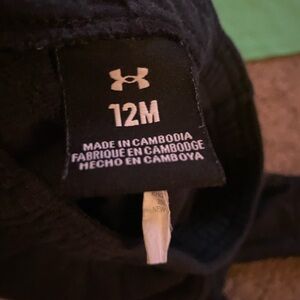 12M
MADE IN CAMBODIA
FABRIQUÉ EN CAMBODGE
HECHO EN CAMBOYA